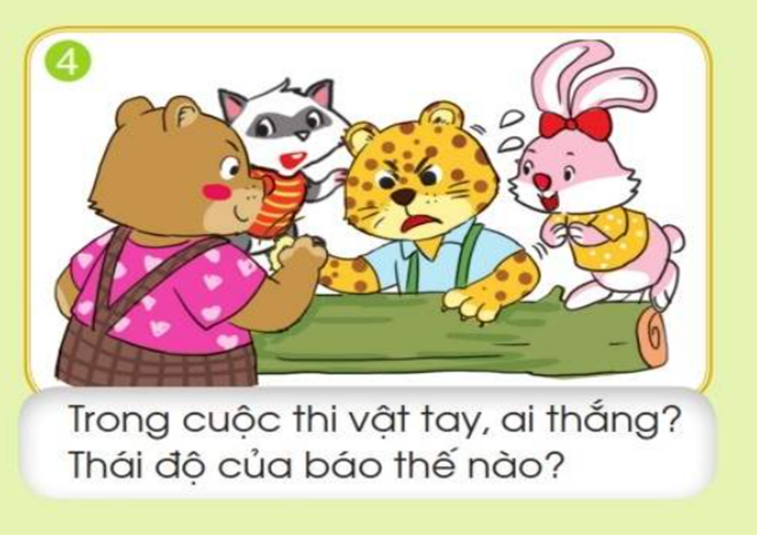 4
Trong cuộc thi vật tay, ai thắng?
Thái độ của báo thế nào?